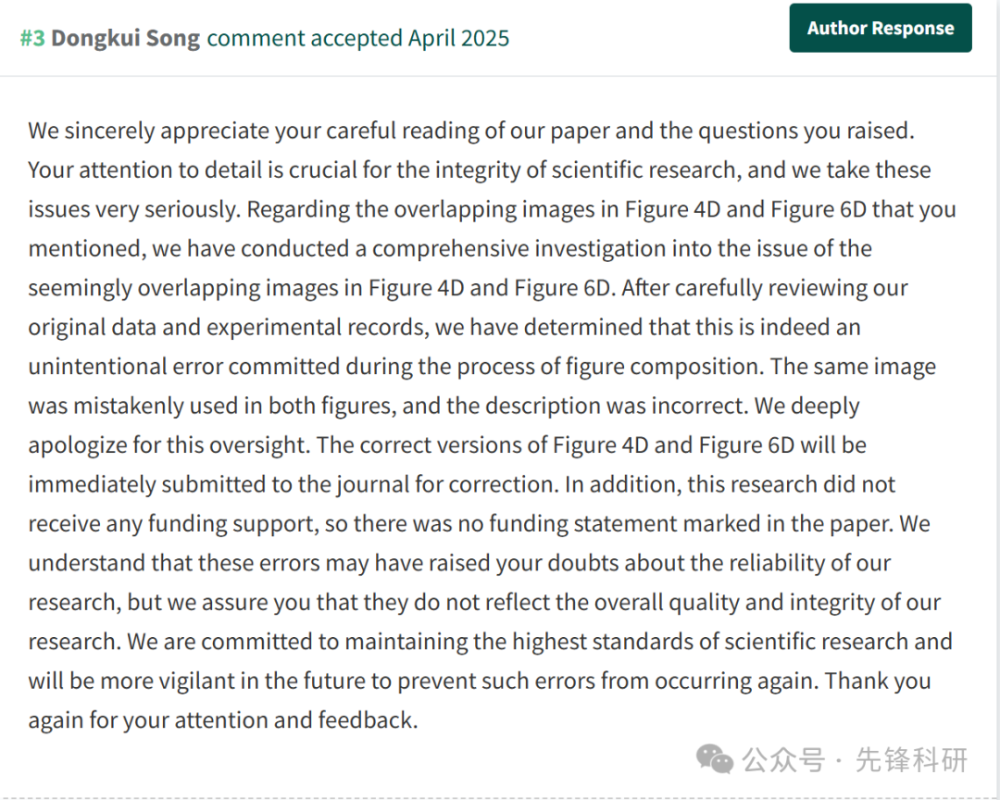 #3 Dongkui Song comment accepted April 2025
Author Response
We sincerely appreciate your careful reading of our paper and the questions you raised.
Your attention to detail is crucial for the integrity of scientific research, and we take these
issues very seriously. Regarding the overlapping images in Figure 4D and Figure 6D that you
mentioned, we have conducted a comprehensive investigation into the issue of the
seemingly overlapping images in Figure 4D and Figure 6D. After carefully reviewing our
original data and experimental records, we have determined that this is indeed an
unintentional error committed during the process of figure composition. The same image
was mistakenly used in both figures, and the description was incorrect. We deeply
apologize for this oversight. The correct versions of Figure 4D and Figure 6D will be
immediately submitted to the journal for correction. In addition, this research did not
receive any funding support, so there was no funding statement marked in the paper. We
understand that these errors may have raised your doubts about the reliability of our
research, but we assure you that they do not reflect the overall quality and integrity of our
research. We are committed to maintaining the highest standards of scientific research and
will be more vigilant in the future to prevent such errors from occurring again. Thank you
again for your attention and feedback.
公众号 · 先锋科研